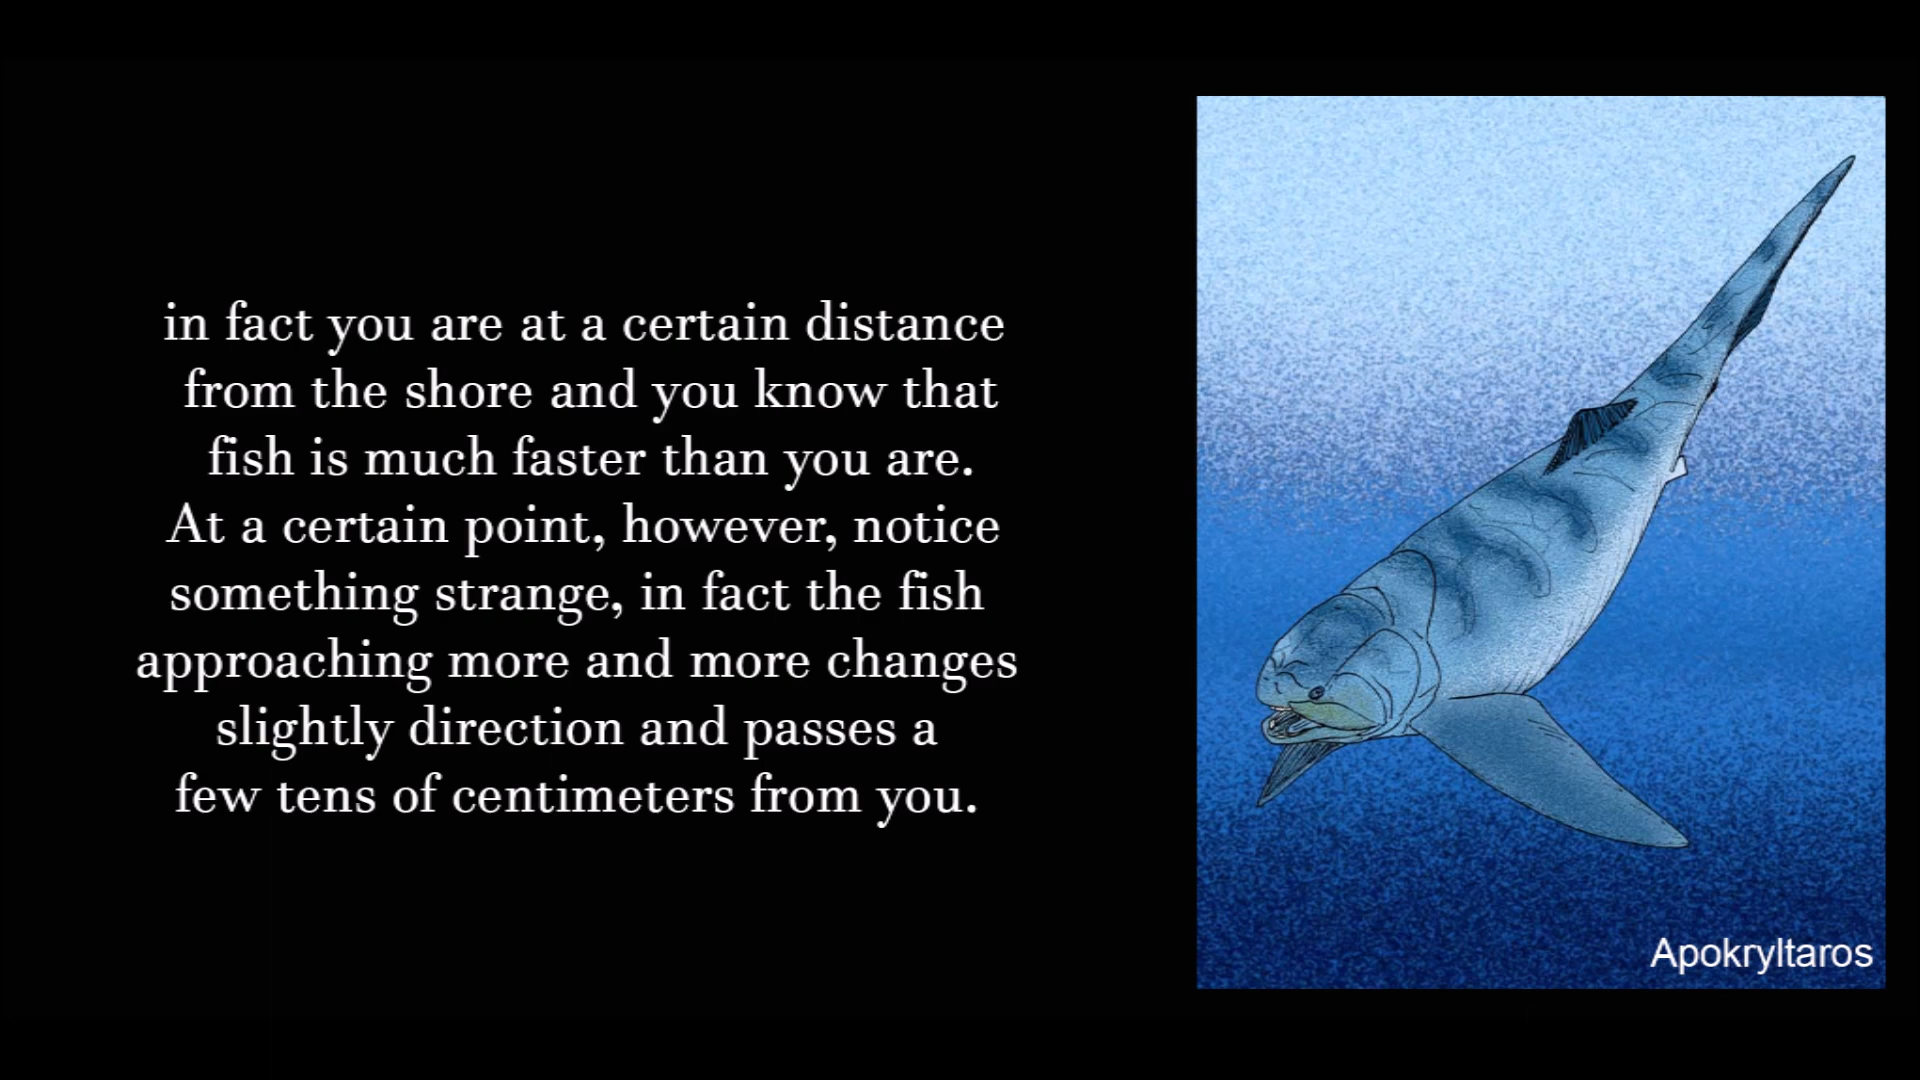 in fact you are at a certain distance
from the shore and you know that
fish is much faster than you are.
At a certain point, however, notice
something strange, in fact the fish
approaching more and more changes
slightly direction and passes a
few tens of centimeters from you.
Apokryltaros